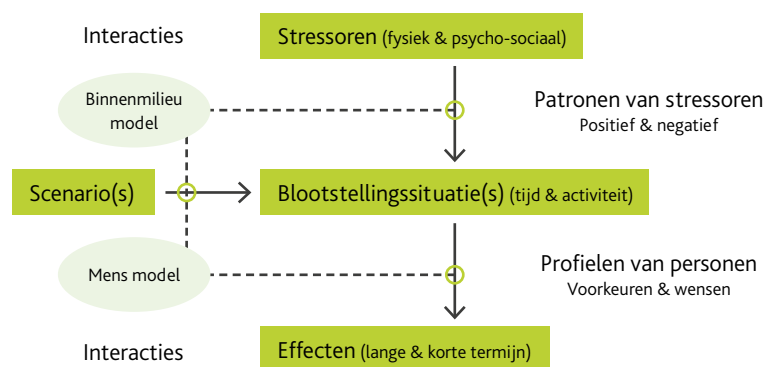 Interacties
Stressoren (fysiek & psycho-sociaal)
Binnenmilieu
model
Patronen van stressoren
Positief & negatief
Scenario(s)
Blootstellingssituatie(s) (tijd & activiteit)
Mens model
Profielen van personen
Voorkeuren & wensen
Interacties
Effecten (lange & korte termijn)